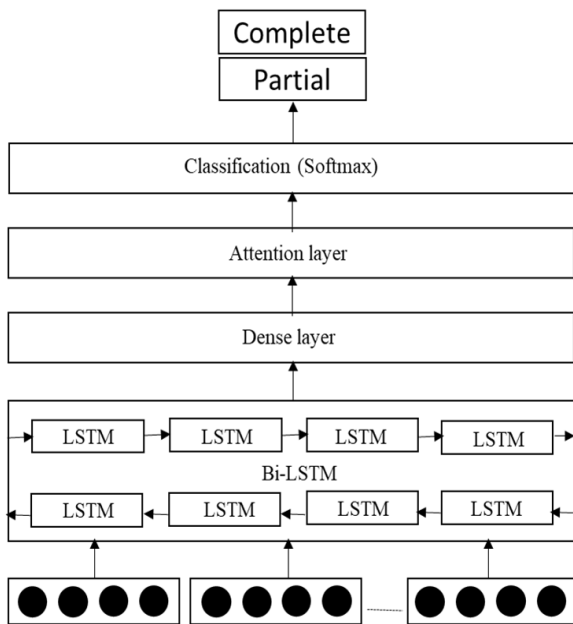 Complete
Partial
Classification (Softmax)
Attention layer
Dense layer
LSTM LSTM LSTM LSTM
Bi-LSTM
LSTM LSTM LSTM LSTM